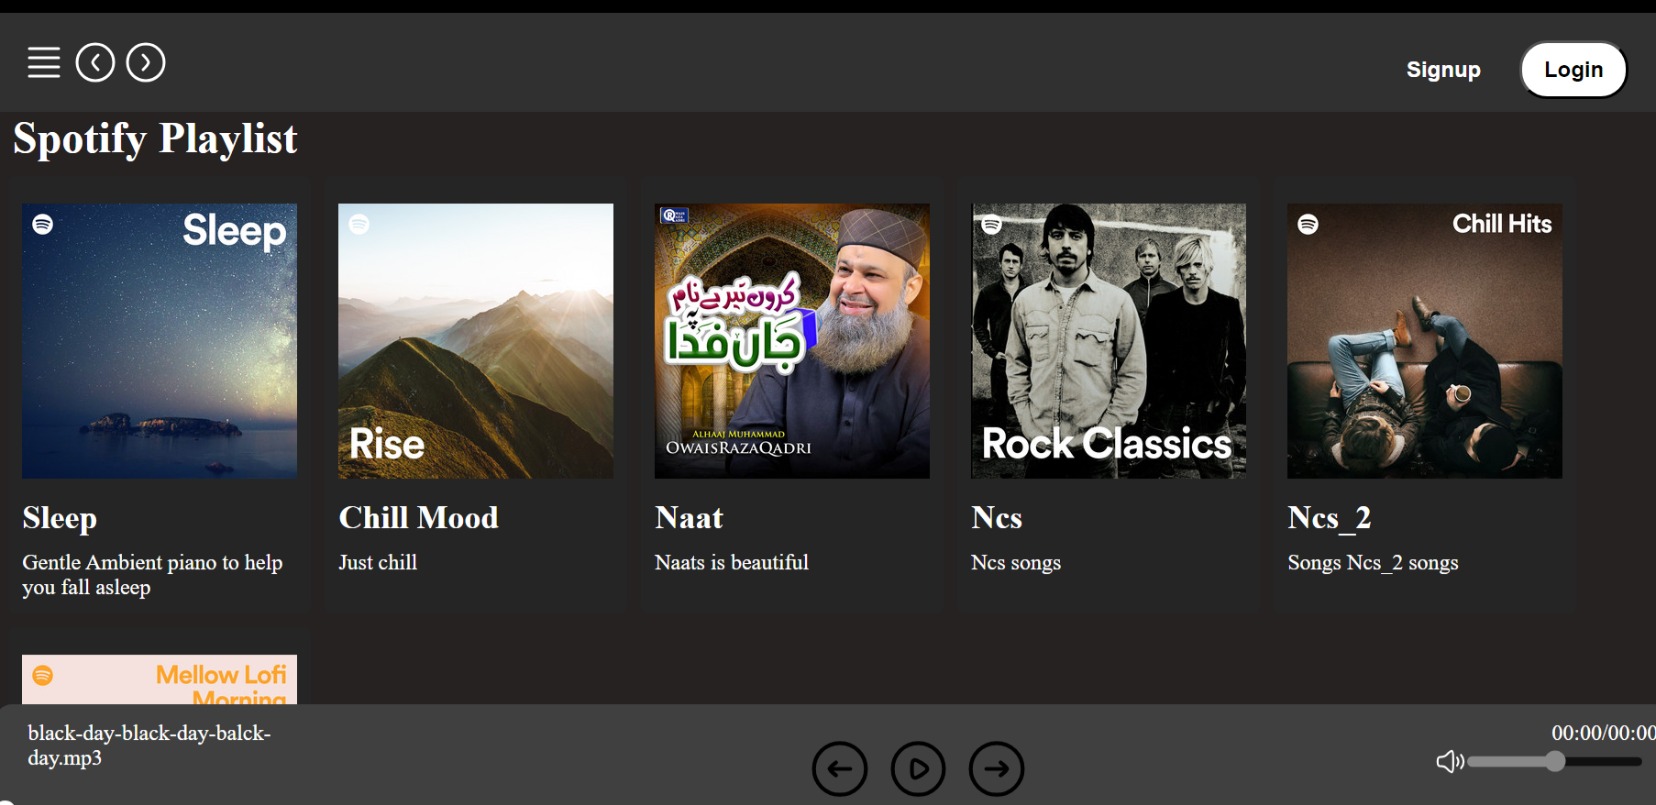 Signup
Login
Spotify Playlist
Sleep
Rise
کروں تیرے نام
پہ
جاں فدا
ALHAAJ MUHAMMAD
OWAISRAZAQADRI
Rock Classics
Chill Hits
Sleep
Gentle Ambient piano to help
you fall asleep
Chill Mood
Just chill
Naat
Naats is beautiful
Ncs
Ncs songs
Ncs_2
Songs Ncs_2 songs
Mellow Lofi
Morning
black-day-black-day-balck-
day.mp3
00:00/00:00